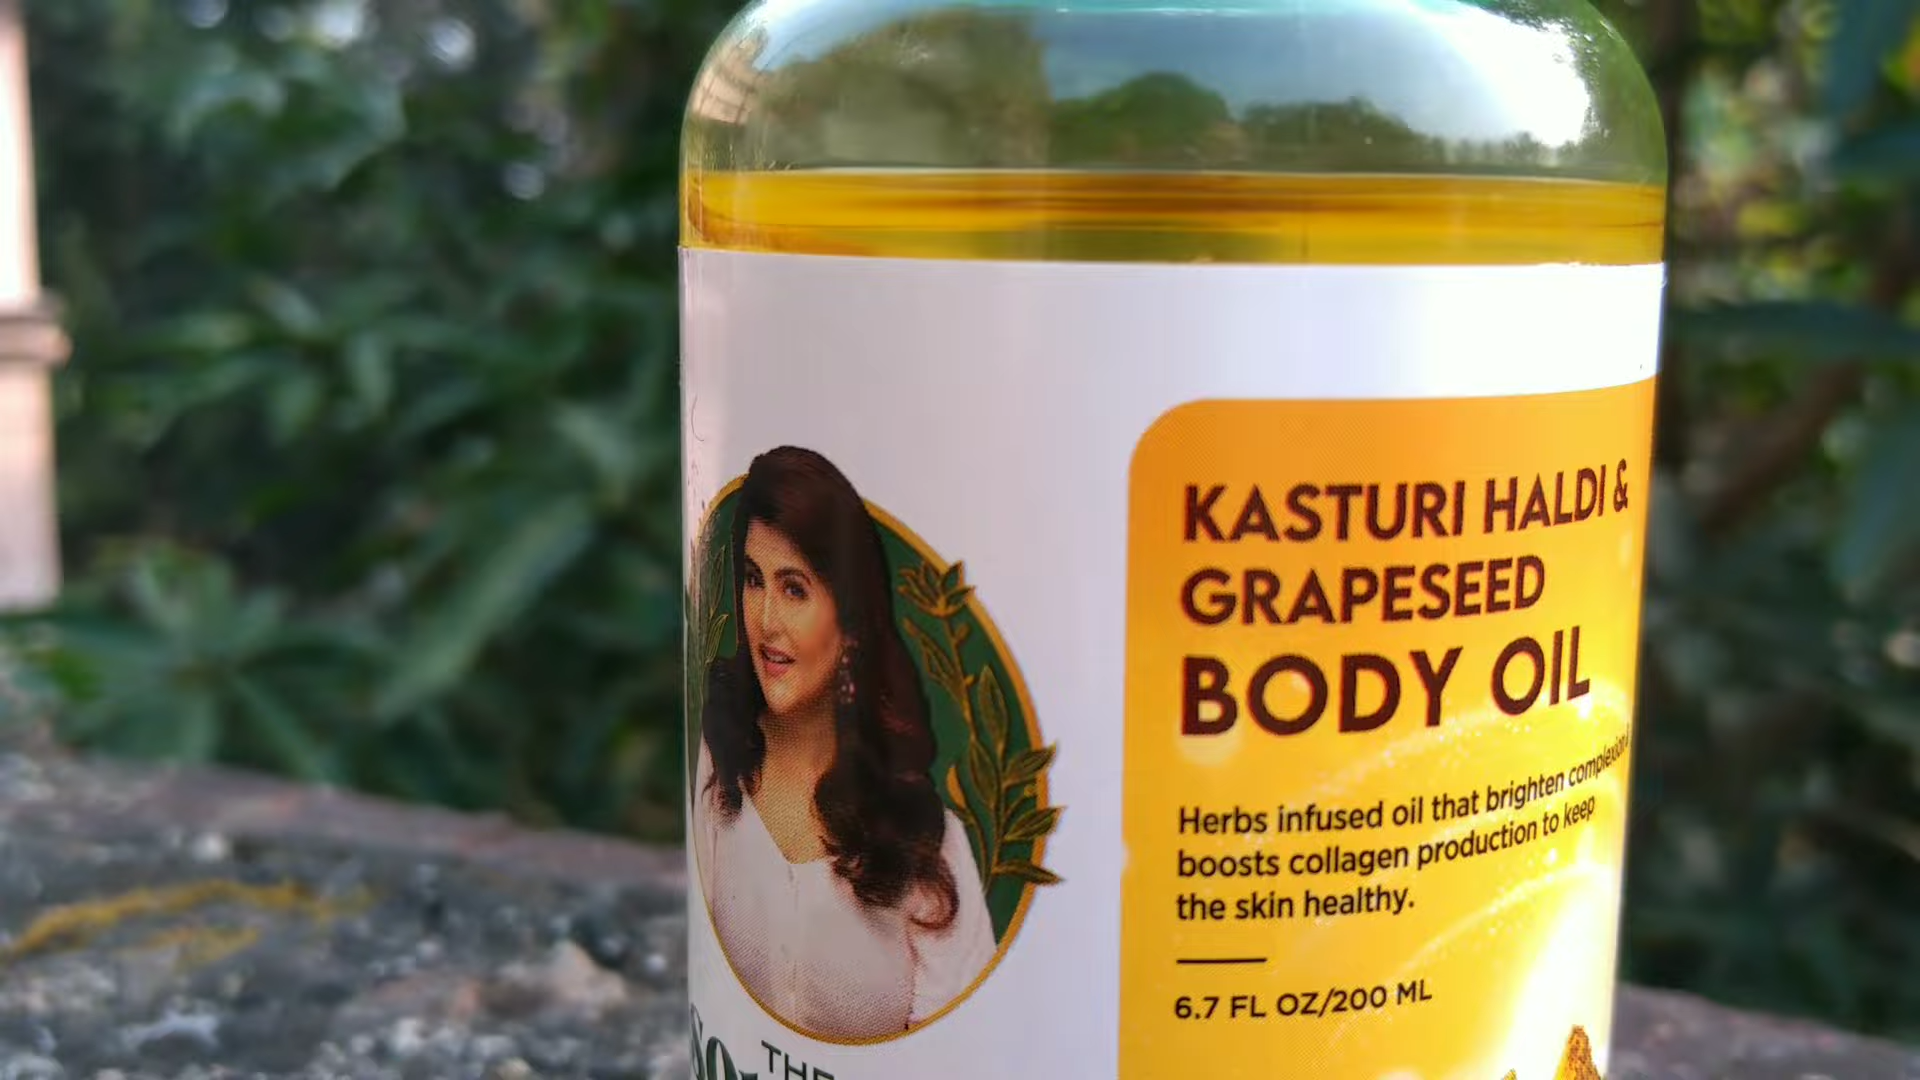 KASTURI HALDI &
GRAPESEED
BODY OIL
Herbs infused oil that brighten complexion &
boosts collagen production to keep
the skin healthy.
6.7 FL OZ/200 ML
THE